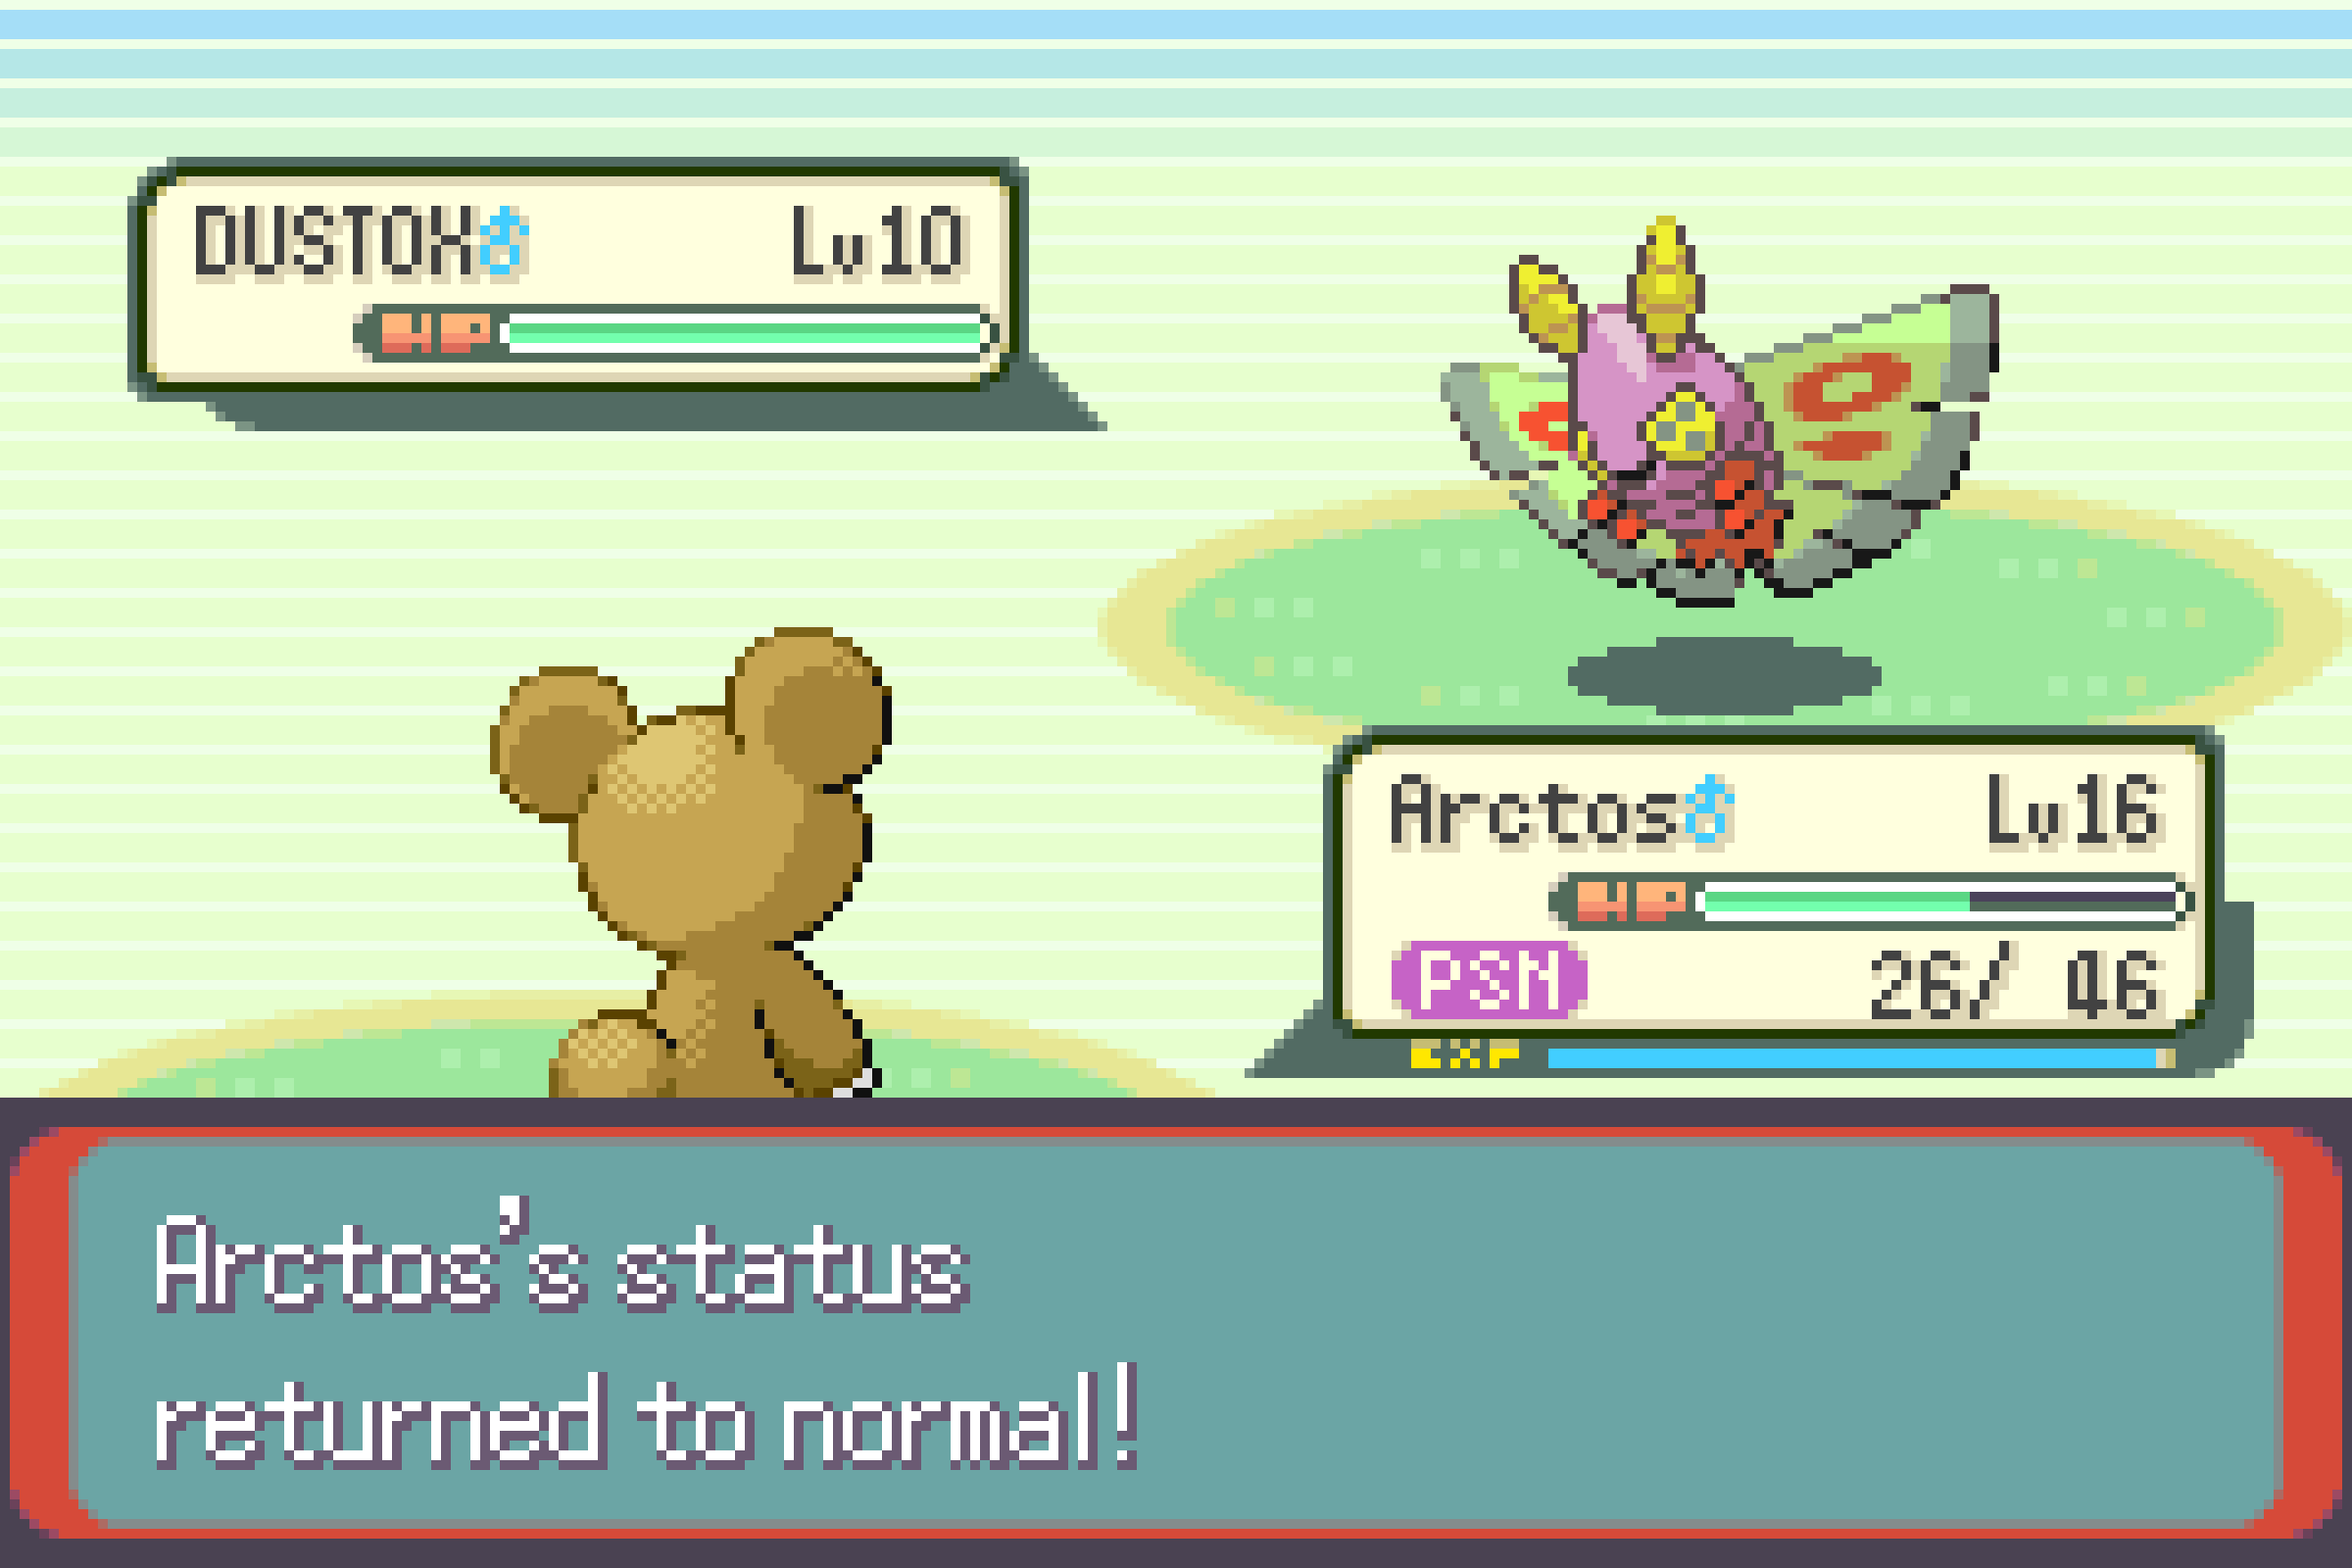 DUSTOX♂ Lv10
HP
Arctos♂ Lv16
HP
PSN 26/ 46
EXP
Arctos's status
returned to normal!